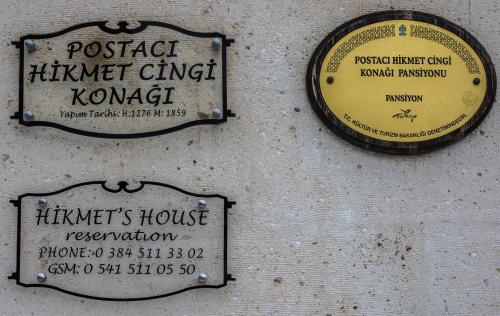 POSTACI
HİKMET CİNGİ
KONAĞI
Yapım Tarihi: H:1276 M: 1859
POSTACI HİKMET CİNGİ
KONAĞI PANSİYONU
PANSİYON
Türkiye
T.C. KÜLTÜR VE TURİZM BAKANLIĞI DENETİMİNDEDİR.
HİKMET'S HOUSE
reservation
PHONE: 0 384 511 33 02
GSM: 0 541 511 05 50